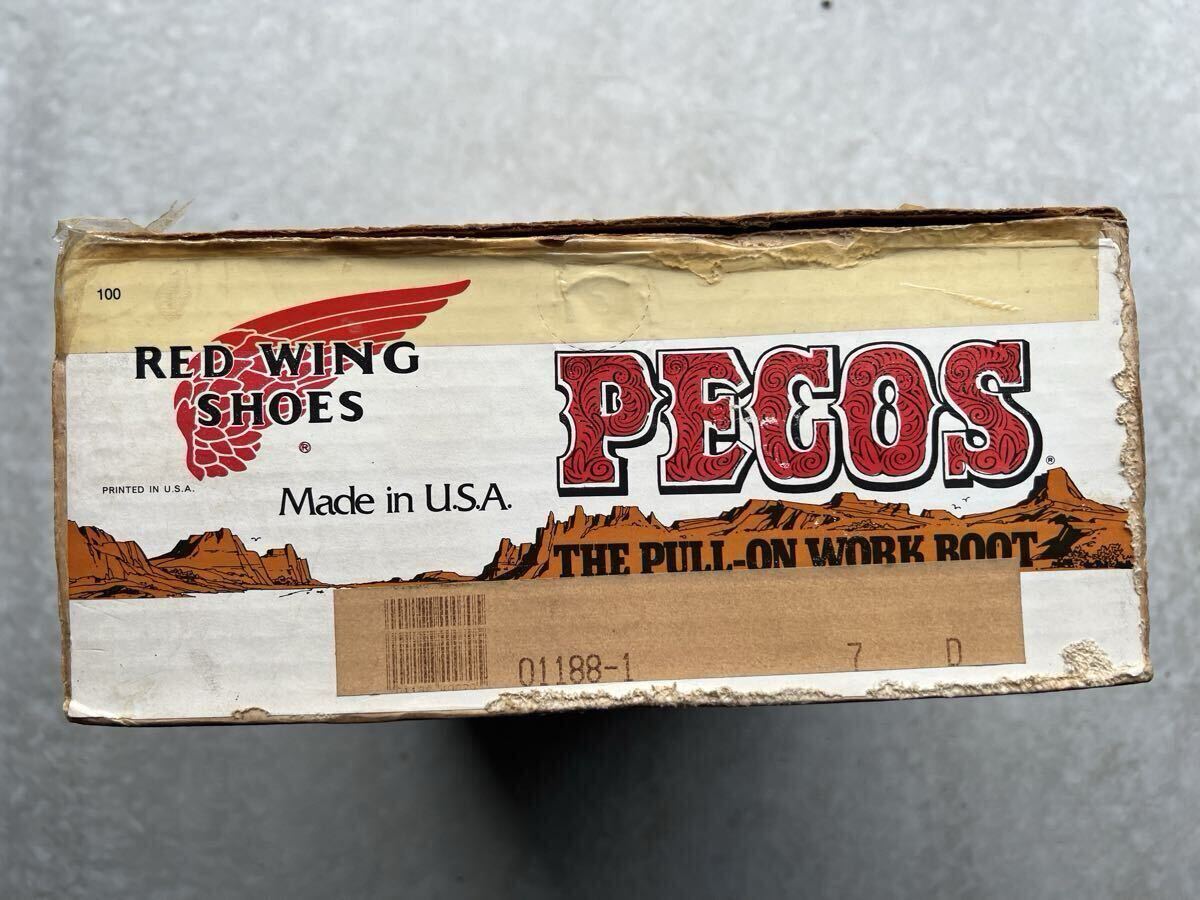 100
RED WING
SHOES
®
PRINTED IN U.S.A.
Made in U.S.A.
PECOS
®
THE PULL-ON WORK BOOT
01188-1 7 D